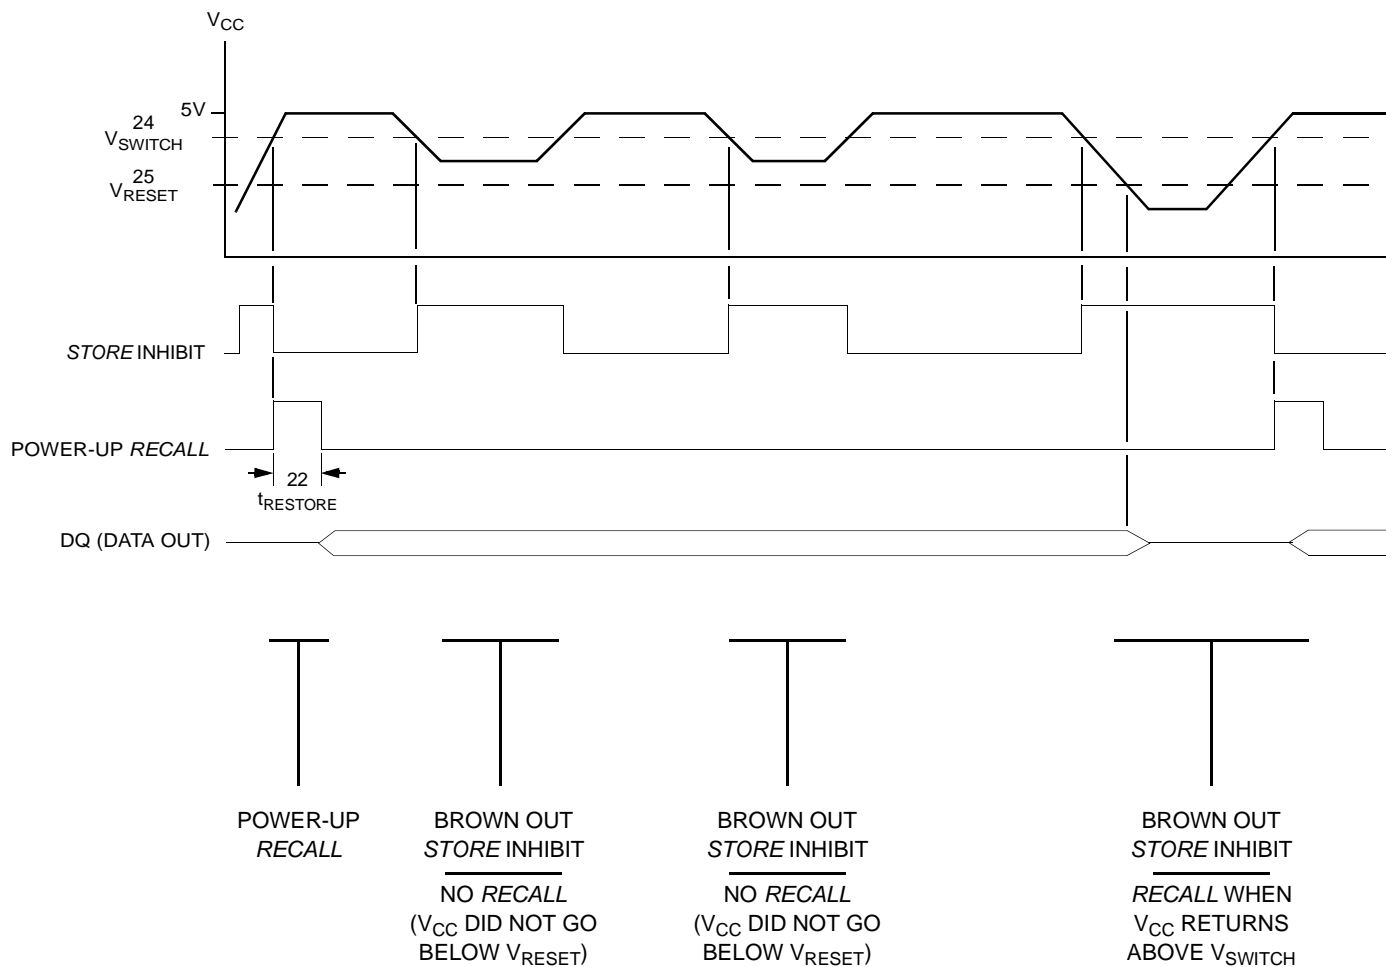 VCC
5V
24
VSWITCH
25
VRESET
STORE INHIBIT
POWER-UP RECALL
22
tRESTORE
DQ (DATA OUT)
POWER-UP
RECALL
BROWN OUT
STORE INHIBIT
NO RECALL
(VCC DID NOT GO
BELOW VRESET)
BROWN OUT
STORE INHIBIT
NO RECALL
(VCC DID NOT GO
BELOW VRESET)
BROWN OUT
STORE INHIBIT
RECALL WHEN
VCC RETURNS
ABOVE VSWITCH